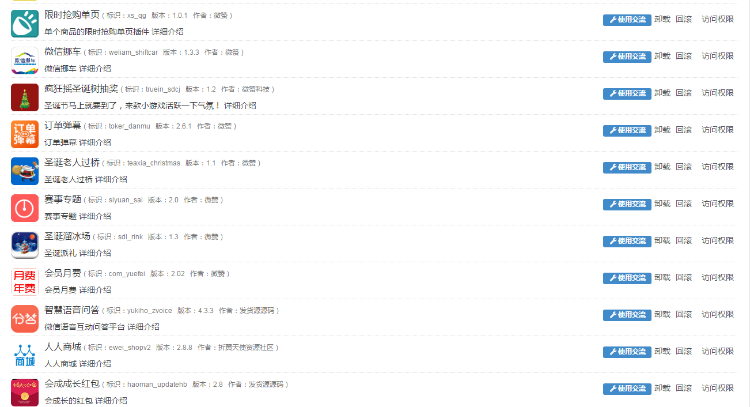 限时抢购单页 ( 标识：xs_qg 版本：1.0.1 作者：微赞 )
使用交流 卸载 回滚 访问权限
单个商品的限时抢购单页插件 详细介绍
微信挪车 ( 标识：weliam_shiftcar 版本：1.3.3 作者：微赞 )
使用交流 卸载 回滚 访问权限
微信挪车 详细介绍
疯狂摇圣诞树抽奖 ( 标识：truein_sdcj 版本：1.2 作者：微赞科技 )
使用交流 卸载 回滚 访问权限
圣诞节马上就要到了，来款小游戏活跃一下气氛！ 详细介绍
订单弹幕
订单弹幕 ( 标识：toker_danmu 版本：2.6.1 作者：微赞 )
使用交流 卸载 回滚 访问权限
订单弹幕 详细介绍
圣诞老人过桥 ( 标识：teaxia_christmas 版本：1.1 作者：微赞 )
使用交流 卸载 回滚 访问权限
圣诞老人过桥 详细介绍
赛事专题 ( 标识：siyuan_sai 版本：2.0 作者：微赞 )
使用交流 卸载 回滚 访问权限
赛事专题 详细介绍
圣诞溜冰场 ( 标识：sdl_rink 版本：1.3 作者：微赞 )
使用交流 卸载 回滚 访问权限
圣诞派礼 详细介绍
月费
年费
会员月费 ( 标识：com_yuefei 版本：2.02 作者：微赞 )
使用交流 卸载 回滚 访问权限
会员月费 详细介绍
分答
智慧语音问答 ( 标识：yukiho_zvoice 版本：4.3.3 作者：发货源源码 )
使用交流 卸载 回滚 访问权限
微信语音互动问答平台 详细介绍
商城
人人商城 ( 标识：ewei_shopv2 版本：2.8.8 作者：折翼天使资源社区 )
使用交流 卸载 回滚 访问权限
人人商城 详细介绍
会成成长红包 ( 标识：haoman_updatehb 版本：2.8 作者：发货源源码 )
使用交流 卸载 回滚 访问权限
会成长的红包 详细介绍